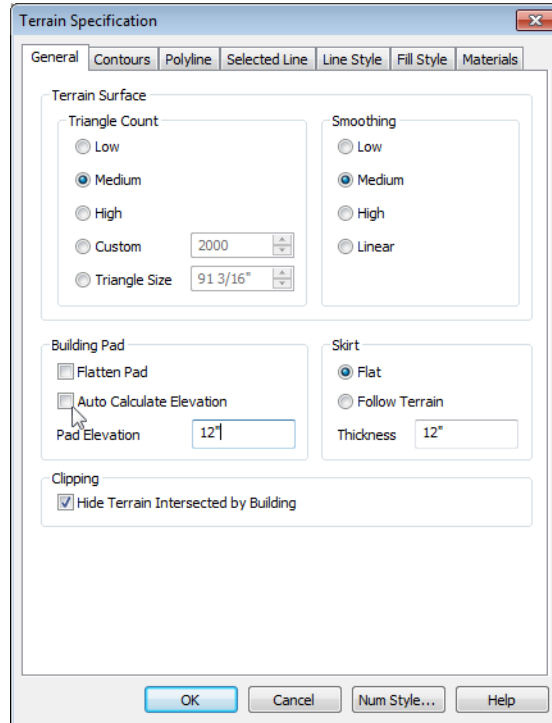 Terrain Specification
General Contours Polyline Selected Line Line Style Fill Style Materials
Terrain Surface
Triangle Count
Low
Medium
High
Custom 2000
Triangle Size 91 3/16"
Smoothing
Low
Medium
High
Linear
Building Pad
Flatten Pad
Auto Calculate Elevation
Pad Elevation 12"
Skirt
Flat
Follow Terrain
Thickness 12"
Clipping
Hide Terrain Intersected by Building
OK Cancel Num Style... Help